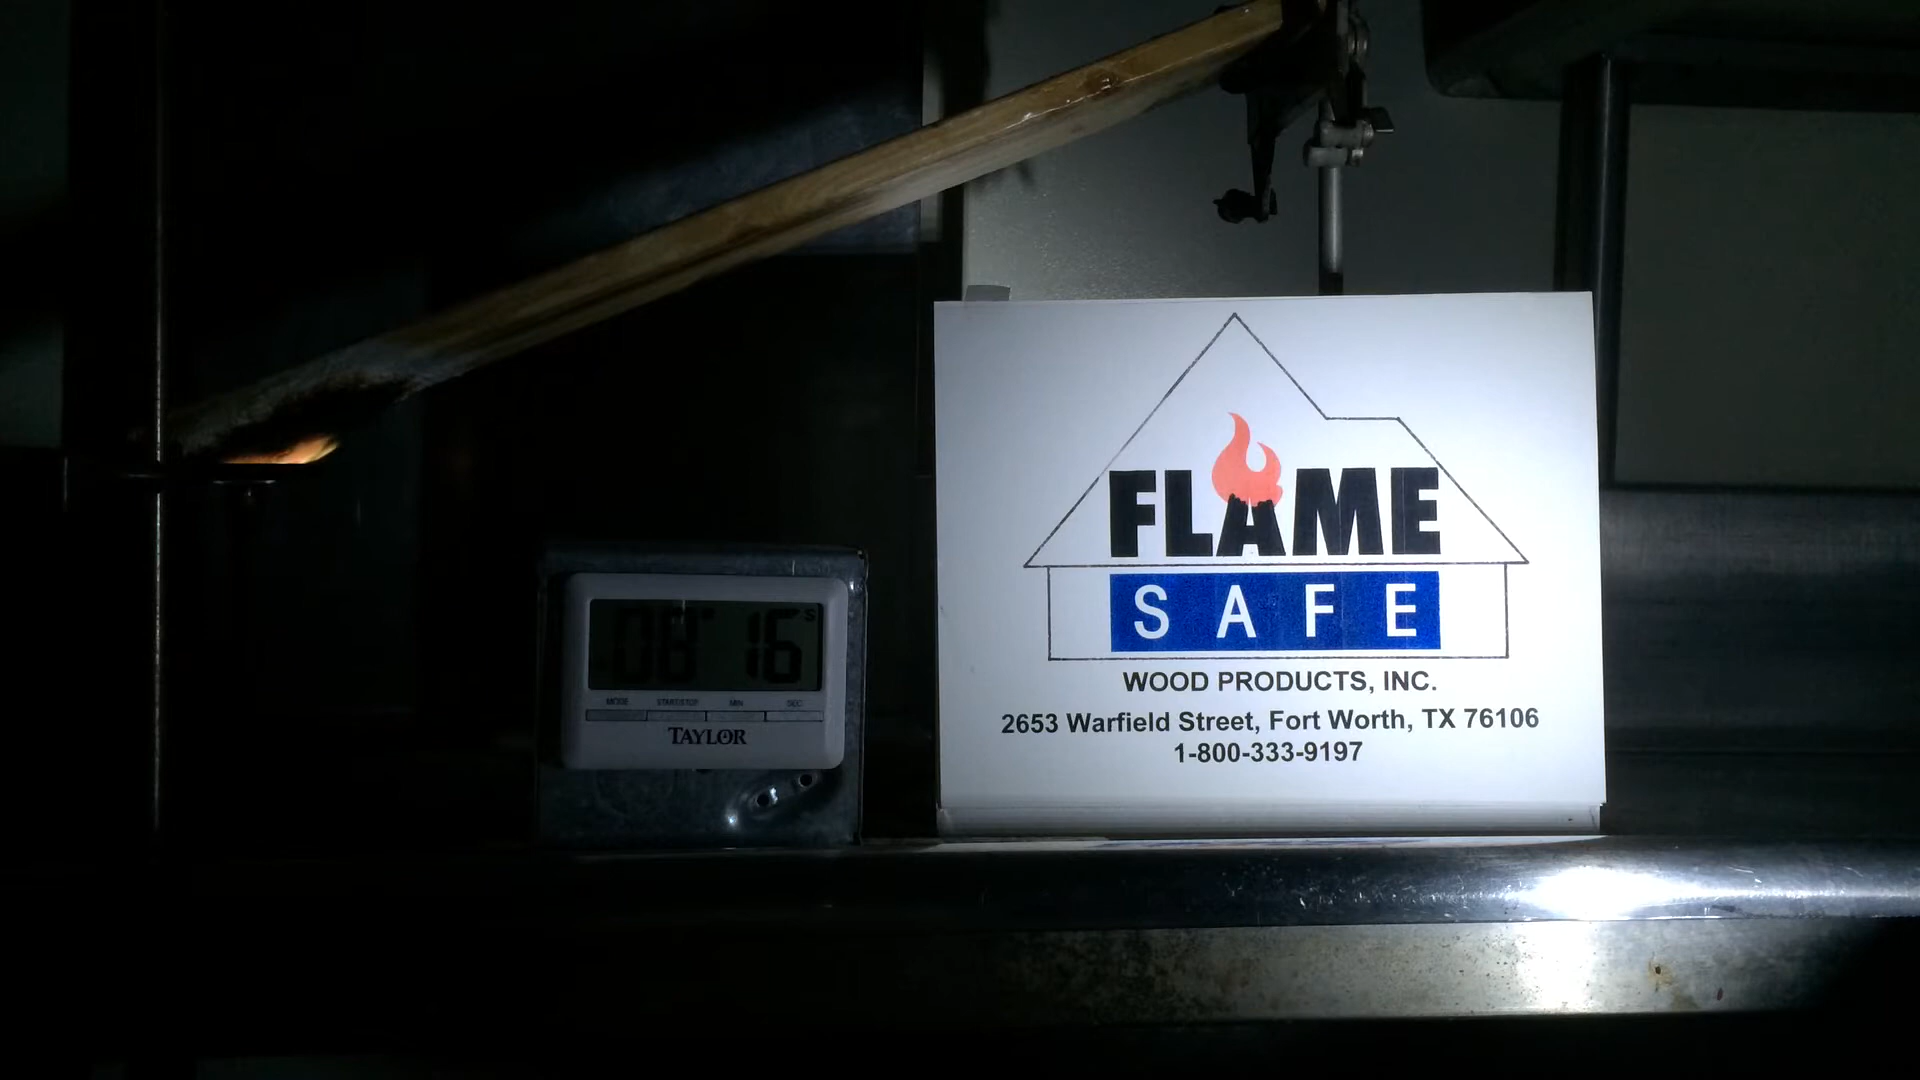 FLAME
SAFE
WOOD PRODUCTS, INC.
2653 Warfield Street, Fort Worth, TX 76106
1-800-333-9197
08 16 S
MODE START/STOP MIN SEC
TAYLOR